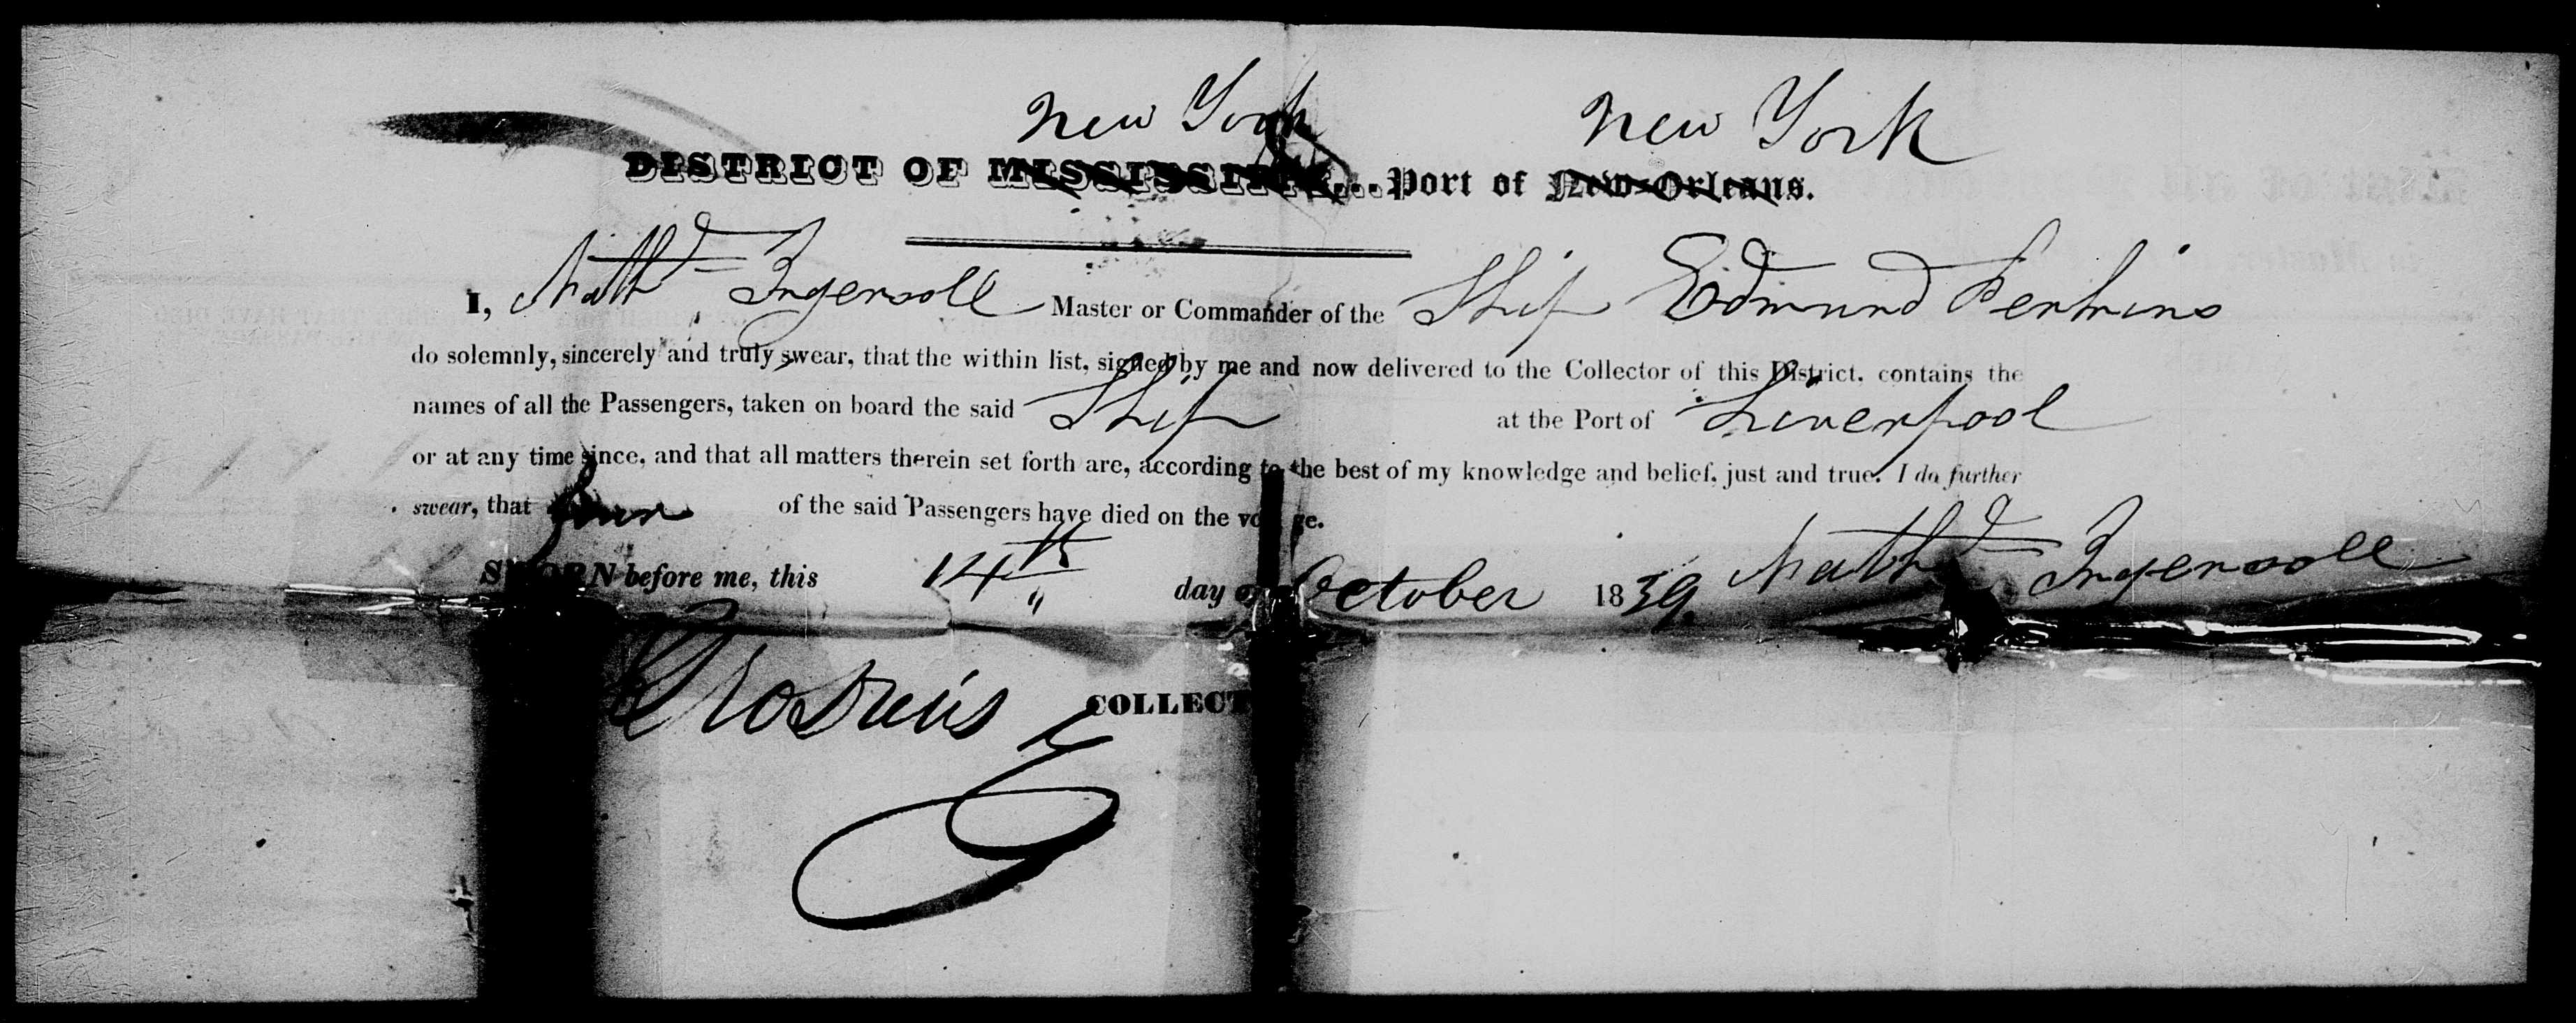 New York New York
DISTRICT OF MISSISSIPPI... Port of New-Orleans.
I, Nathl Ingersoll Master or Commander of the Ship Edmund Perkins
do solemnly, sincerely and truly swear, that the within list, signed by me and now delivered to the Collector of this District, contains the
names of all the Passengers, taken on board the said Ship at the Port of Liverpool
or at any time since, and that all matters therein set forth are, according to the best of my knowledge and belief, just and true. I do further
swear, that four of the said Passengers have died on the voyage.
SWORN before me, this 14th day of October 1839. Nathl Ingersoll
COLLECT